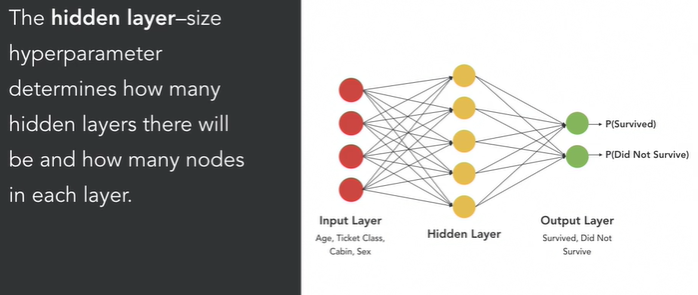 The hidden layer–size
hyperparameter
determines how many
hidden layers there will
be and how many nodes
in each layer.
P(Survived)
P(Did Not Survive)
Input Layer
Age, Ticket Class,
Cabin, Sex
Hidden Layer
Output Layer
Survived, Did Not
Survive